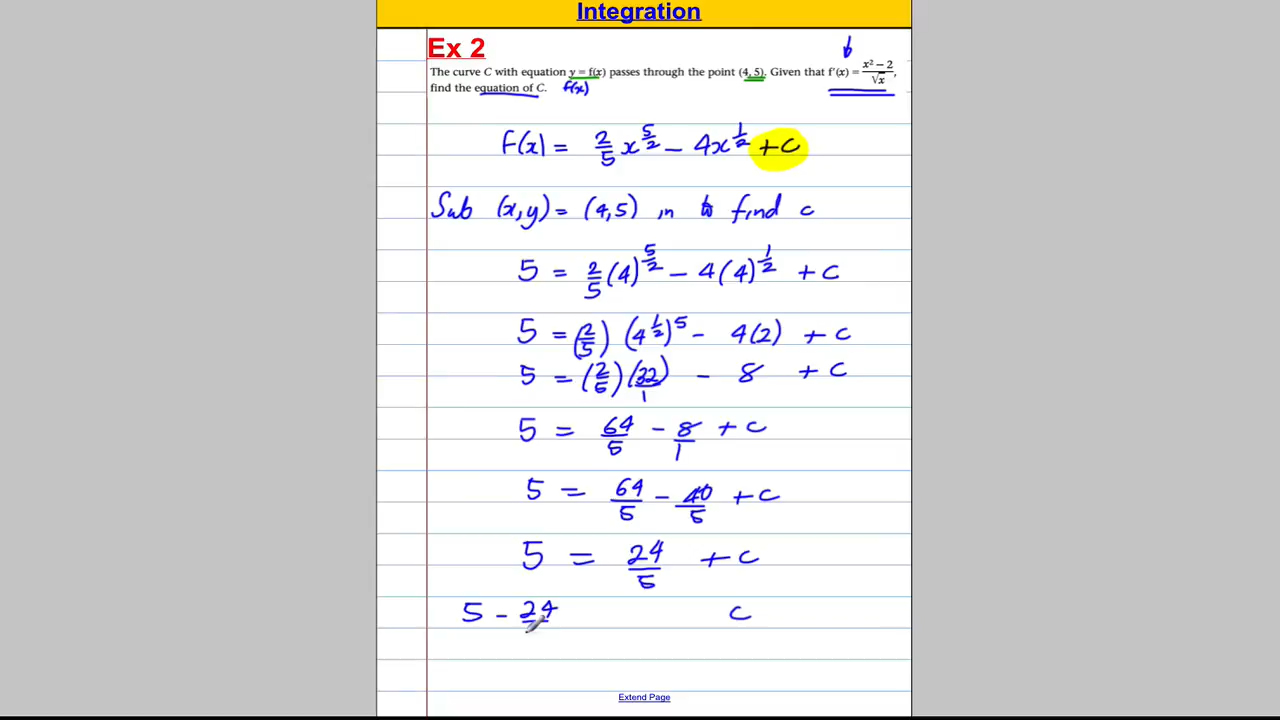 Integration
Ex 2
The curve C with equation y = f(x) passes through the point (4, 5). Given that f'(x) = (x² − 2)/√x,
find the equation of C. f(x)
f(x) = 2/5 x^(5/2) − 4x^(1/2) + c
Sub (x,y) = (4,5) in to find c
5 = 2/5 (4)^(5/2) − 4(4)^(1/2) + c
5 = (2/5) (4^(1/2))^5 − 4(2) + c
5 = (2/5) (32/1) − 8 + c
5 = 64/5 − 8/1 + c
5 = 64/5 − 40/5 + c
5 = 24/5 + c
5 − 24 c
Extend Page